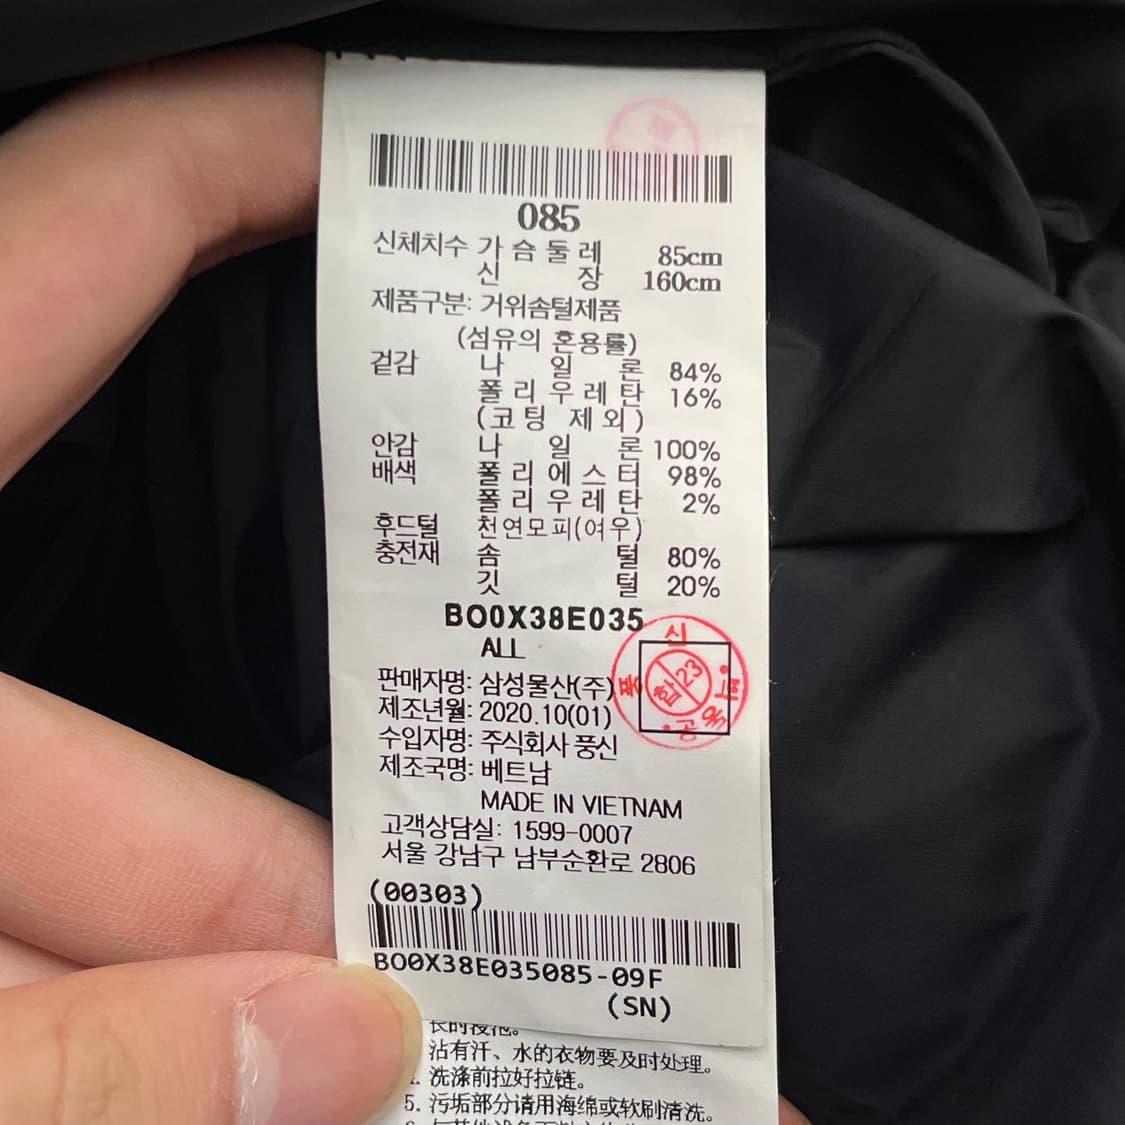 085
신체치수 가슴둘레 85cm
신 장 160cm
제품구분: 거위솜털제품
(섬유의 혼용률)
겉감 나 일 론 84%
폴리우레탄 16%
(코팅 제외)
안감 나 일 론 100%
배색 폴리에스터 98%
폴리우레탄 2%
후드털 천연모피(여우)
충전재 솜 털 80%
깃 털 20%
BO0X38E035
ALL
신
합 23
판매자명: 삼성물산(주)
제조년월: 2020.10(01)
수입자명: 주식회사 풍신
제조국명: 베트남
MADE IN VIETNAM
고객상담실: 1599-0007
서울 강남구 남부순환로 2806
(00303)
BO0X38E035085-09F
(SN)
沾有汗、水的衣物要及时处理。
洗涤前拉好拉链。
5. 污垢部分请用海绵或软刷清洗。